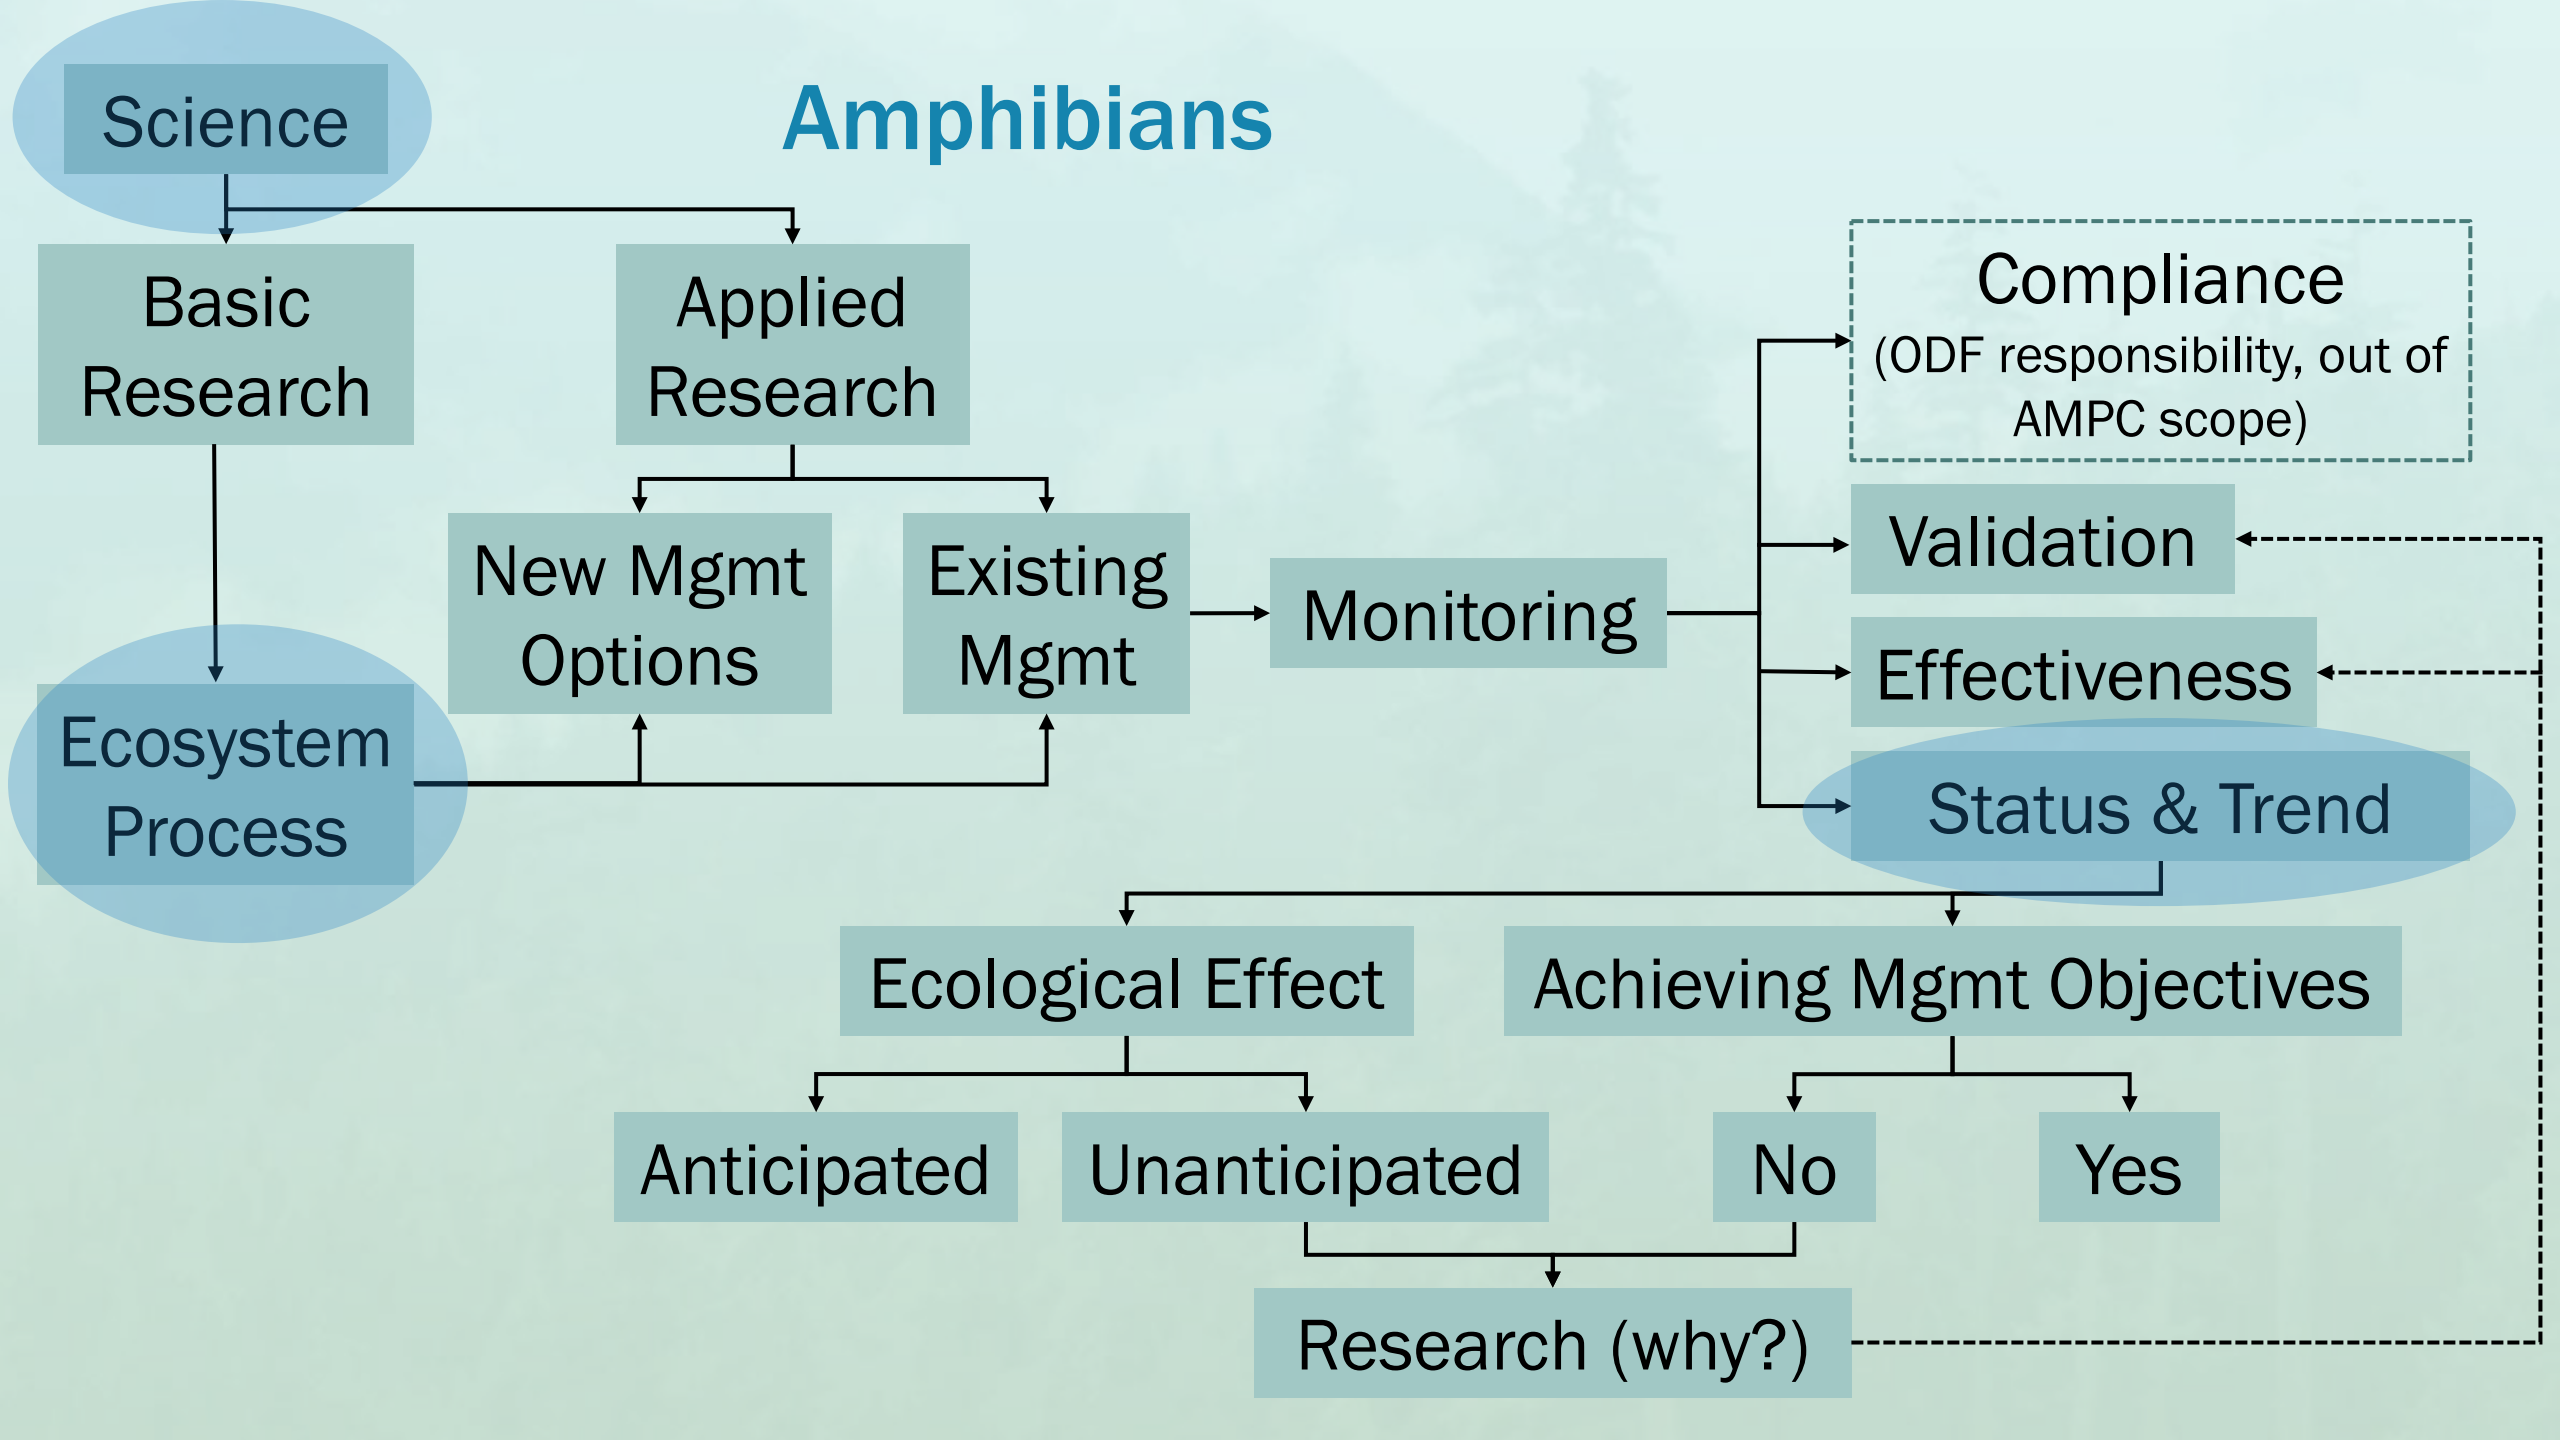 Science
Amphibians
Basic
Research
Applied
Research
Compliance
(ODF responsibility, out of
AMPC scope)
New Mgmt
Options
Existing
Mgmt
Monitoring
Validation
Effectiveness
Status & Trend
Ecosystem
Process
Ecological Effect
Achieving Mgmt Objectives
Anticipated
Unanticipated
No
Yes
Research (why?)